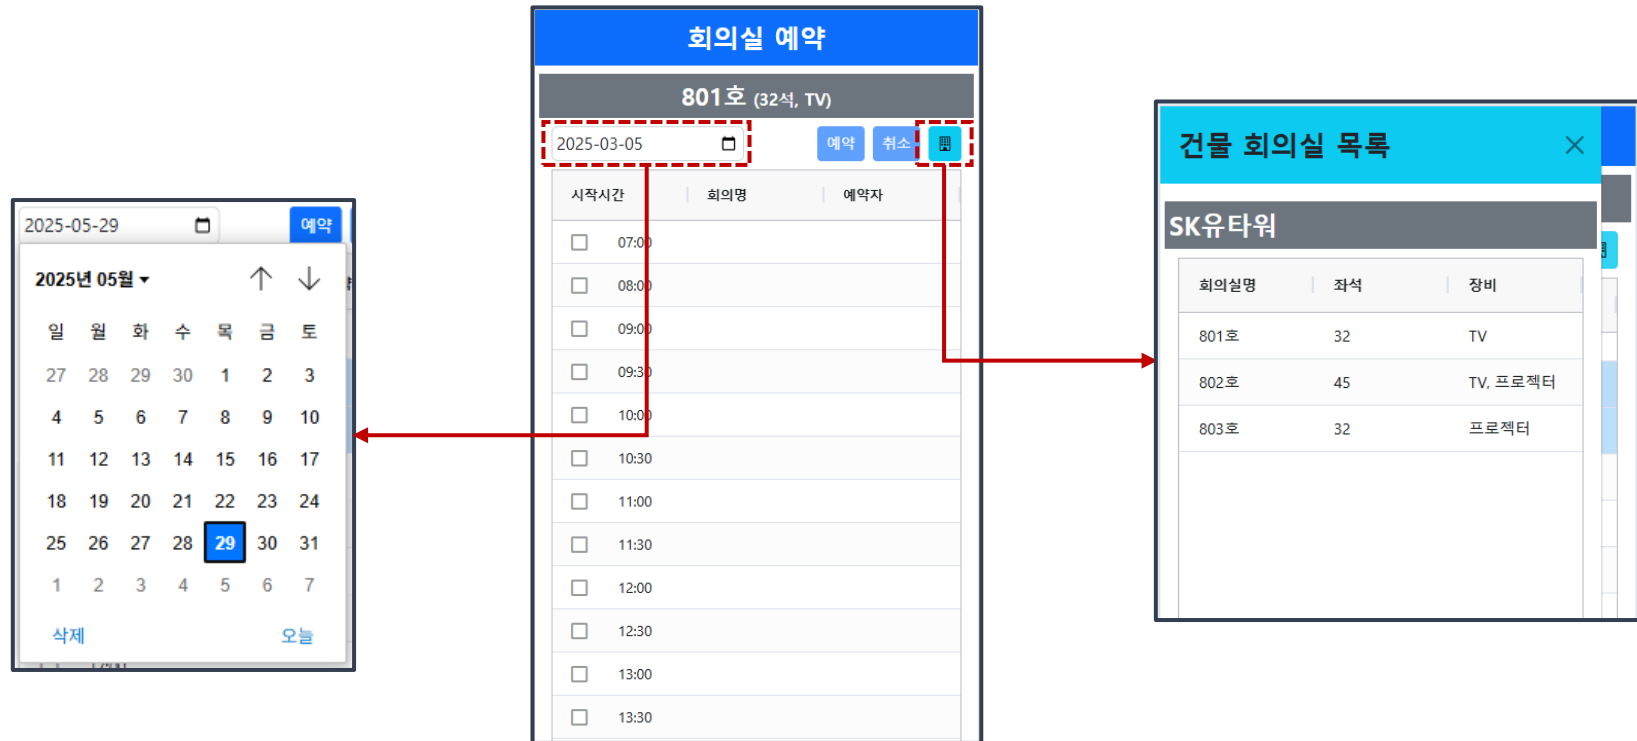 2025-05-29 예약
2025년 05월
일 월 화 수 목 금 토
27 28 29 30 1 2 3
4 5 6 7 8 9 10
11 12 13 14 15 16 17
18 19 20 21 22 23 24
25 26 27 28 29 30 31
1 2 3 4 5 6 7
삭제 오늘
회의실 예약
801호 (32석, TV)
2025-03-05 예약 취소
시작시간 회의명 예약자
07:00
08:00
09:00
09:30
10:00
10:30
11:00
11:30
12:00
12:30
13:00
13:30
건물 회의실 목록
SK유타워
회의실명 좌석 장비
801호 32 TV
802호 45 TV, 프로젝터
803호 32 프로젝터